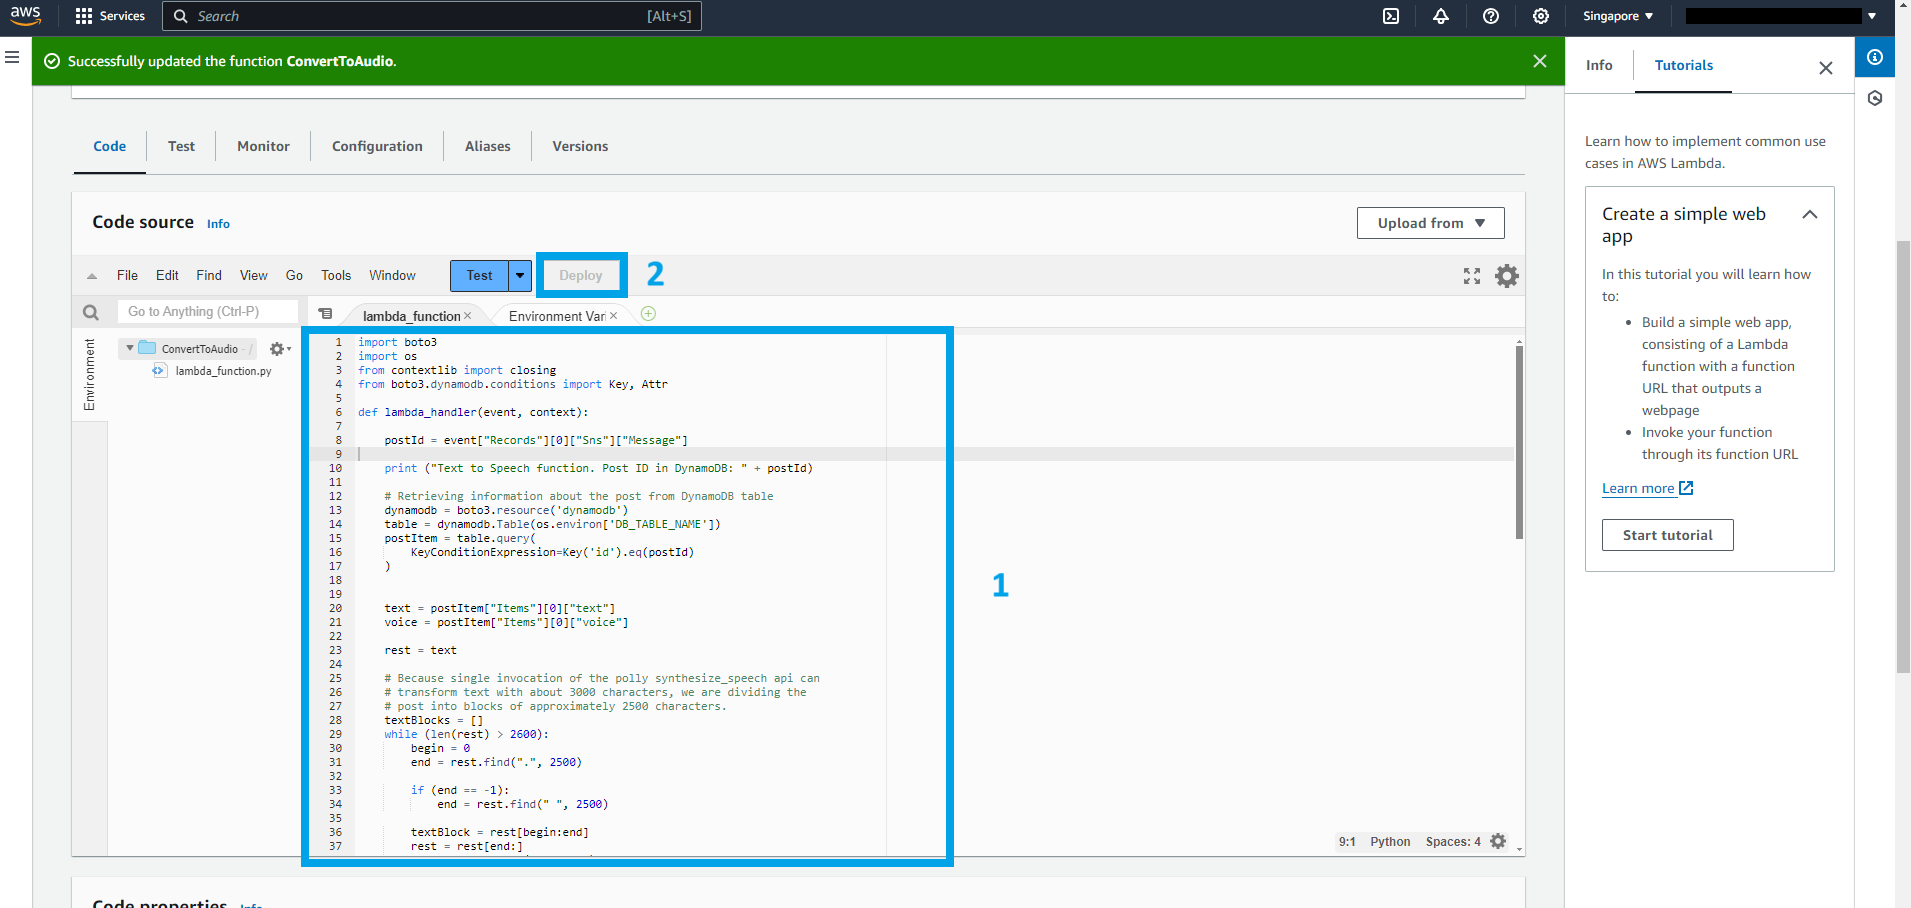 aws
Services
Search
[Alt+S]
Singapore
Successfully updated the function ConvertToAudio.
Info
Tutorials
Code
Test
Monitor
Configuration
Aliases
Versions
Learn how to implement common use
cases in AWS Lambda.
Code source Info
Upload from
Create a simple web
app
In this tutorial you will learn how
to:
Build a simple web app,
consisting of a Lambda
function with a function
URL that outputs a
webpage
Invoke your function
through its function URL
Learn more
Start tutorial
File Edit Find View Go Tools Window
Test
Deploy
2
Go to Anything (Ctrl-P)
lambda_function ×
Environment Vari ×
Environment
ConvertToAudio - /
lambda_function.py
1 import boto3
2 import os
3 from contextlib import closing
4 from boto3.dynamodb.conditions import Key, Attr
5
6 def lambda_handler(event, context):
7
8 postId = event["Records"][0]["Sns"]["Message"]
9
10 print ("Text to Speech function. Post ID in DynamoDB: " + postId)
11
12 # Retrieving information about the post from DynamoDB table
13 dynamodb = boto3.resource('dynamodb')
14 table = dynamodb.Table(os.environ['DB_TABLE_NAME'])
15 postItem = table.query(
16 KeyConditionExpression=Key('id').eq(postId)
17 )
18
19
20 text = postItem["Items"][0]["text"]
21 voice = postItem["Items"][0]["voice"]
22
23 rest = text
24
25 # Because single invocation of the polly synthesize_speech api can
26 # transform text with about 3000 characters, we are dividing the
27 # post into blocks of approximately 2500 characters.
28 textBlocks = []
29 while (len(rest) > 2600):
30 begin = 0
31 end = rest.find(".", 2500)
32
33 if (end == -1):
34 end = rest.find(" ", 2500)
35
36 textBlock = rest[begin:end]
37 rest = rest[end:]
1
9:1 Python Spaces: 4
Code properties Info